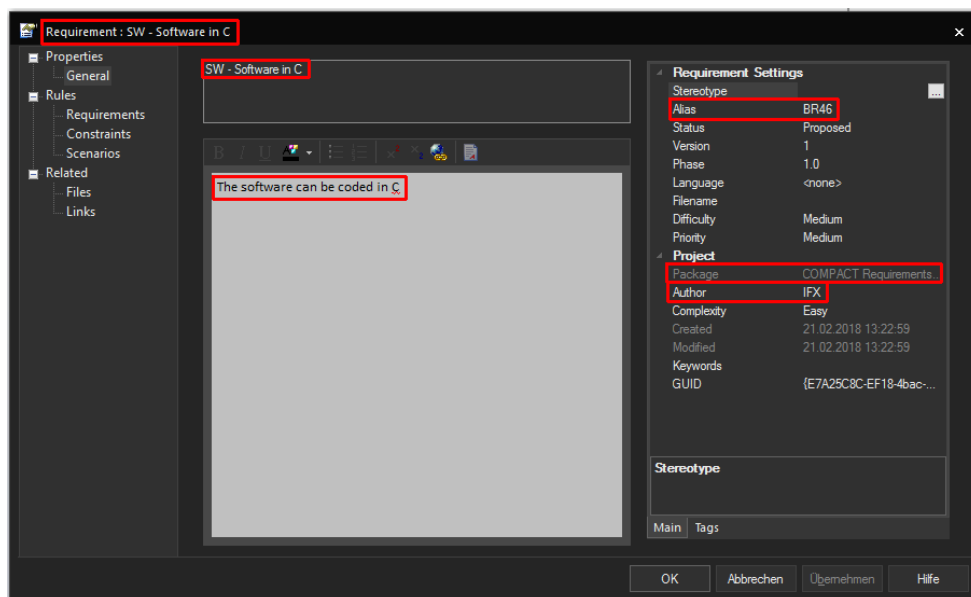 Requirement : SW - Software in C
Properties
General
Rules
Requirements
Constraints
Scenarios
Related
Files
Links
SW - Software in C
B I U
The software can be coded in C
Requirement Settings
Stereotype ...
Alias BR46
Status Proposed
Version 1
Phase 1.0
Language <none>
Filename
Difficulty Medium
Priority Medium
Project
Package COMPACT Requirements...
Author IFX
Complexity Easy
Created 21.02.2018 13:22:59
Modified 21.02.2018 13:22:59
Keywords
GUID {E7A25C8C-EF18-4bac-...
Stereotype
Main Tags
OK Abbrechen Übernehmen Hilfe